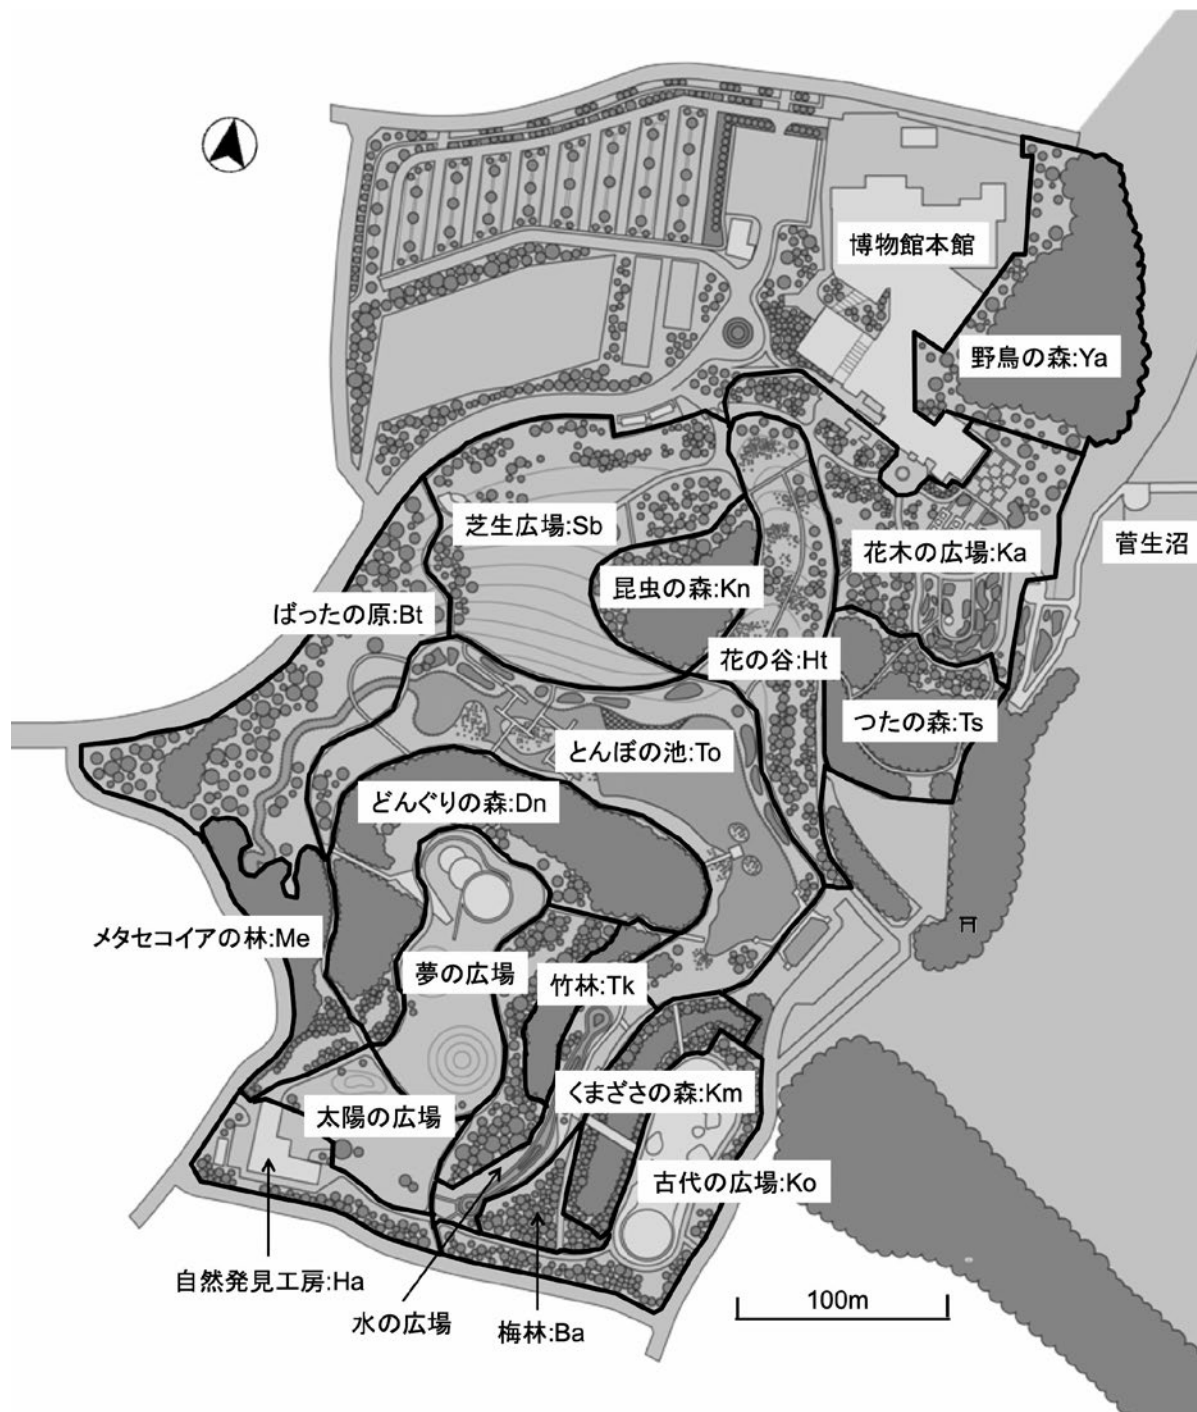 博物館本館
野鳥の森:Ya
芝生広場:Sb
花木の広場:Ka
菅生沼
昆虫の森:Kn
ばったの原:Bt
花の谷:Ht
つたの森:Ts
とんぼの池:To
どんぐりの森:Dn
メタセコイアの林:Me
夢の広場
竹林:Tk
くまざさの森:Km
太陽の広場
古代の広場:Ko
自然発見工房:Ha
水の広場
梅林:Ba
100m